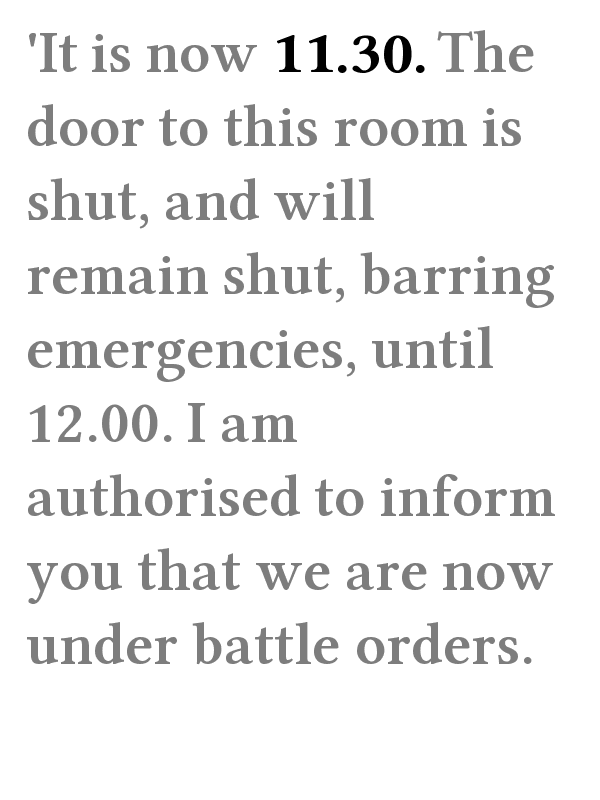 'It is now 11.30. The
door to this room is
shut, and will
remain shut, barring
emergencies, until
12.00. I am
authorised to inform
you that we are now
under battle orders.